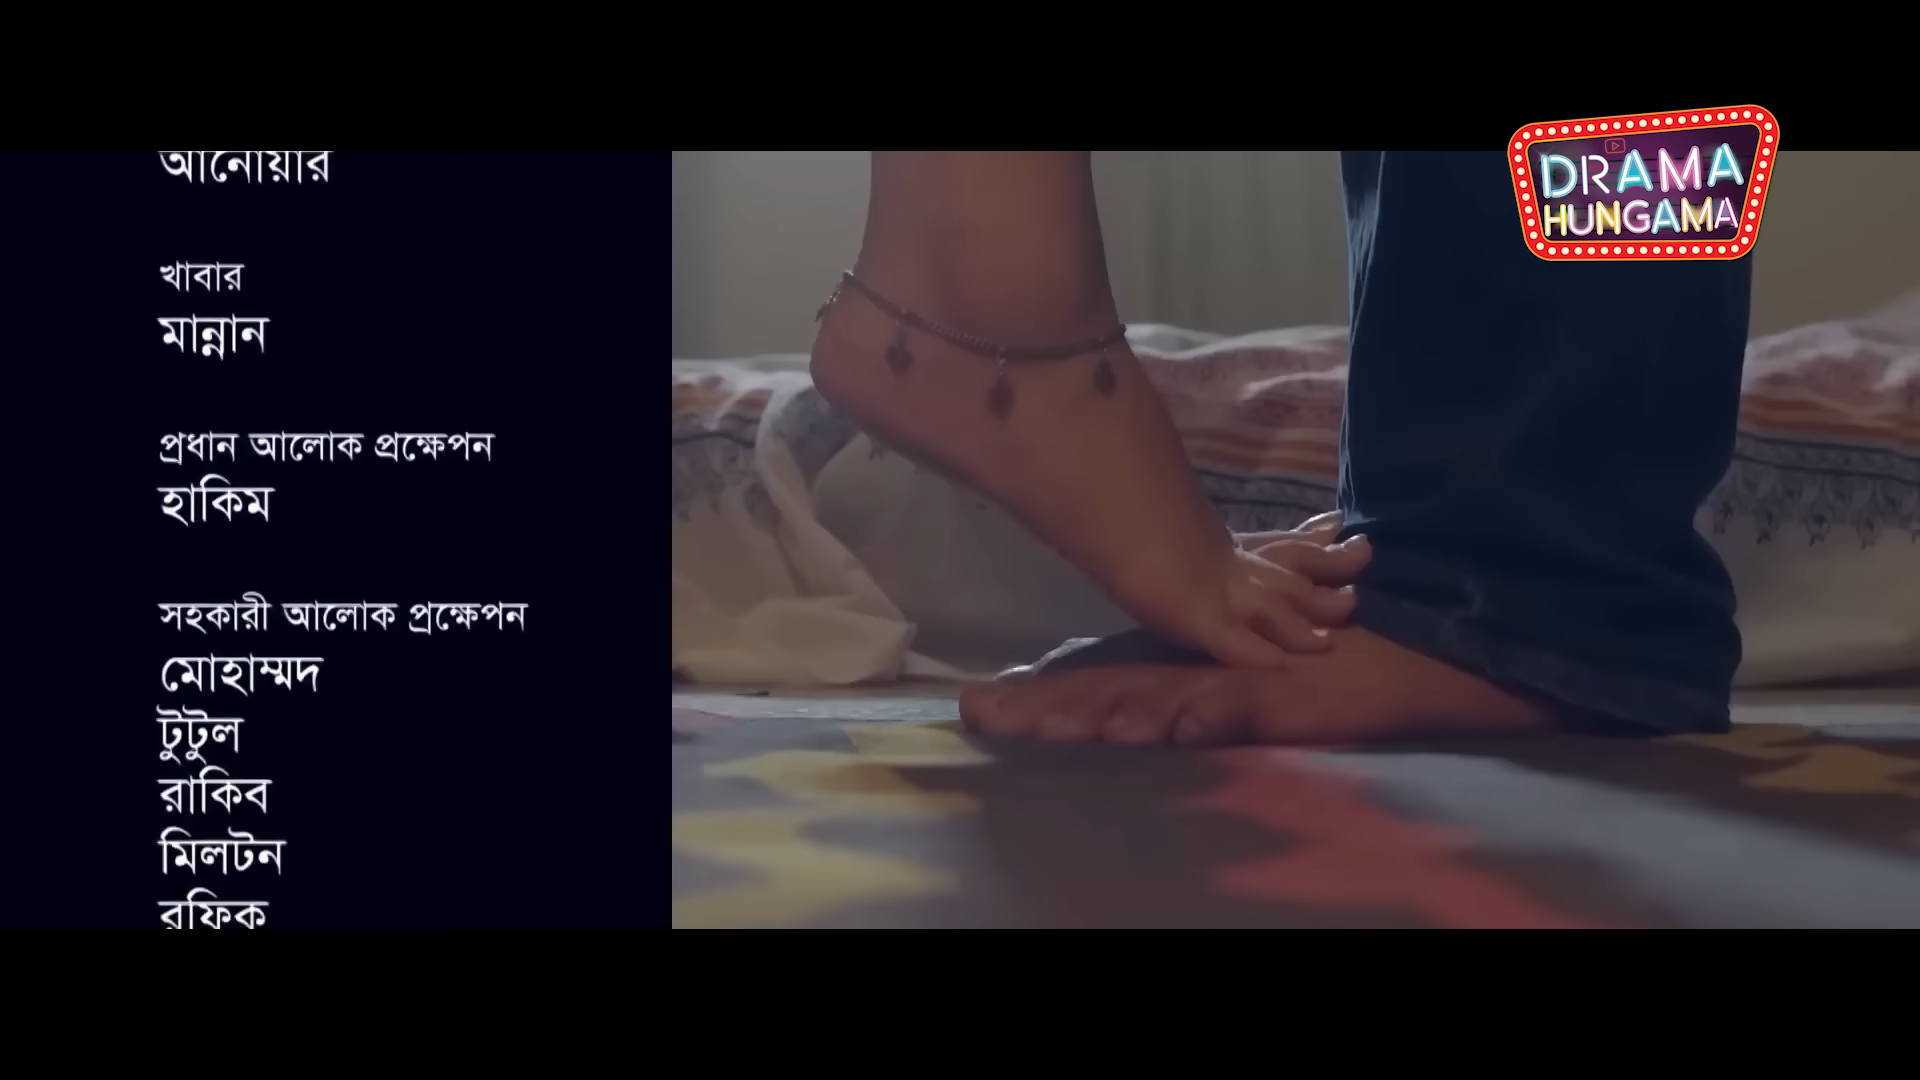 আনোয়ার
খাবার
মান্নান
প্রধান আলোক প্রক্ষেপন
হাকিম
সহকারী আলোক প্রক্ষেপন
মোহাম্মদ
টুটুল
রাকিব
মিলটন
রফিক
DRAMA
HUNGAMA